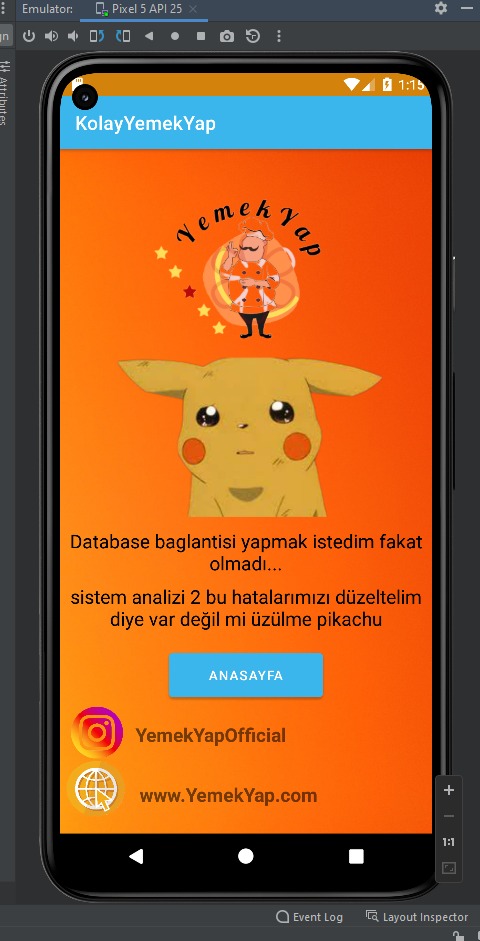 Emulator:
Pixel 5 API 25
Attributes
1:15
KolayYemekYap
YemekYap
Database baglantisi yapmak istedim fakat
olmadı...
sistem analizi 2 bu hatalarımızı düzeltelim
diye var değil mi üzülme pikachu
ANASAYFA
YemekYapOfficial
www.YemekYap.com
1:1
Event Log
Layout Inspector